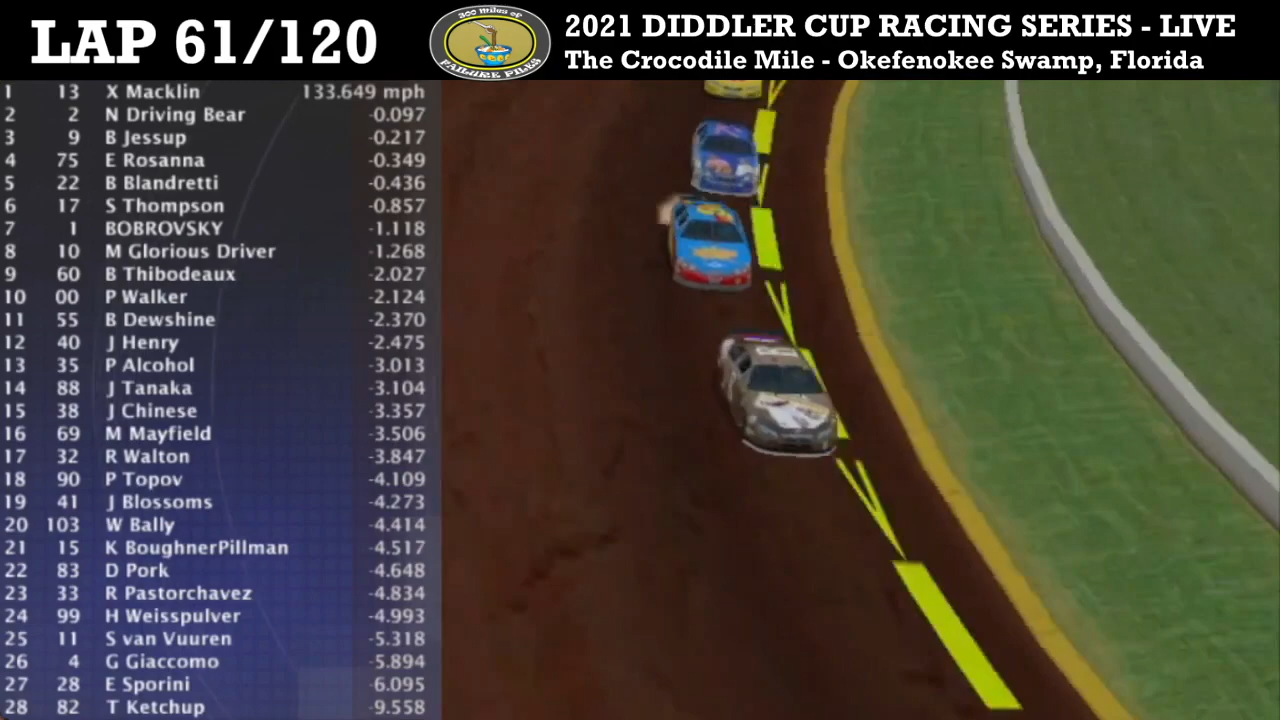 LAP 61/120
300 Miles of
FAILURE PILES
2021 DIDDLER CUP RACING SERIES - LIVE
The Crocodile Mile - Okefenokee Swamp, Florida
1 13 X Macklin 133.649 mph
2 2 N Driving Bear -0.097
3 9 B Jessup -0.217
4 75 E Rosanna -0.349
5 22 B Blandretti -0.436
6 17 S Thompson -0.857
7 1 BOBROVSKY -1.118
8 10 M Glorious Driver -1.268
9 60 B Thibodeaux -2.027
10 00 P Walker -2.124
11 55 B Dewshine -2.370
12 40 J Henry -2.475
13 35 P Alcohol -3.013
14 88 J Tanaka -3.104
15 38 J Chinese -3.357
16 69 M Mayfield -3.506
17 32 R Walton -3.847
18 90 P Topov -4.109
19 41 J Blossoms -4.273
20 103 W Bally -4.414
21 15 K BoughnerPillman -4.517
22 83 D Pork -4.648
23 33 R Pastorchavez -4.834
24 99 H Weisspulver -4.993
25 11 S van Vuuren -5.318
26 4 G Giaccomo -5.894
27 28 E Sporini -6.095
28 82 T Ketchup -9.558